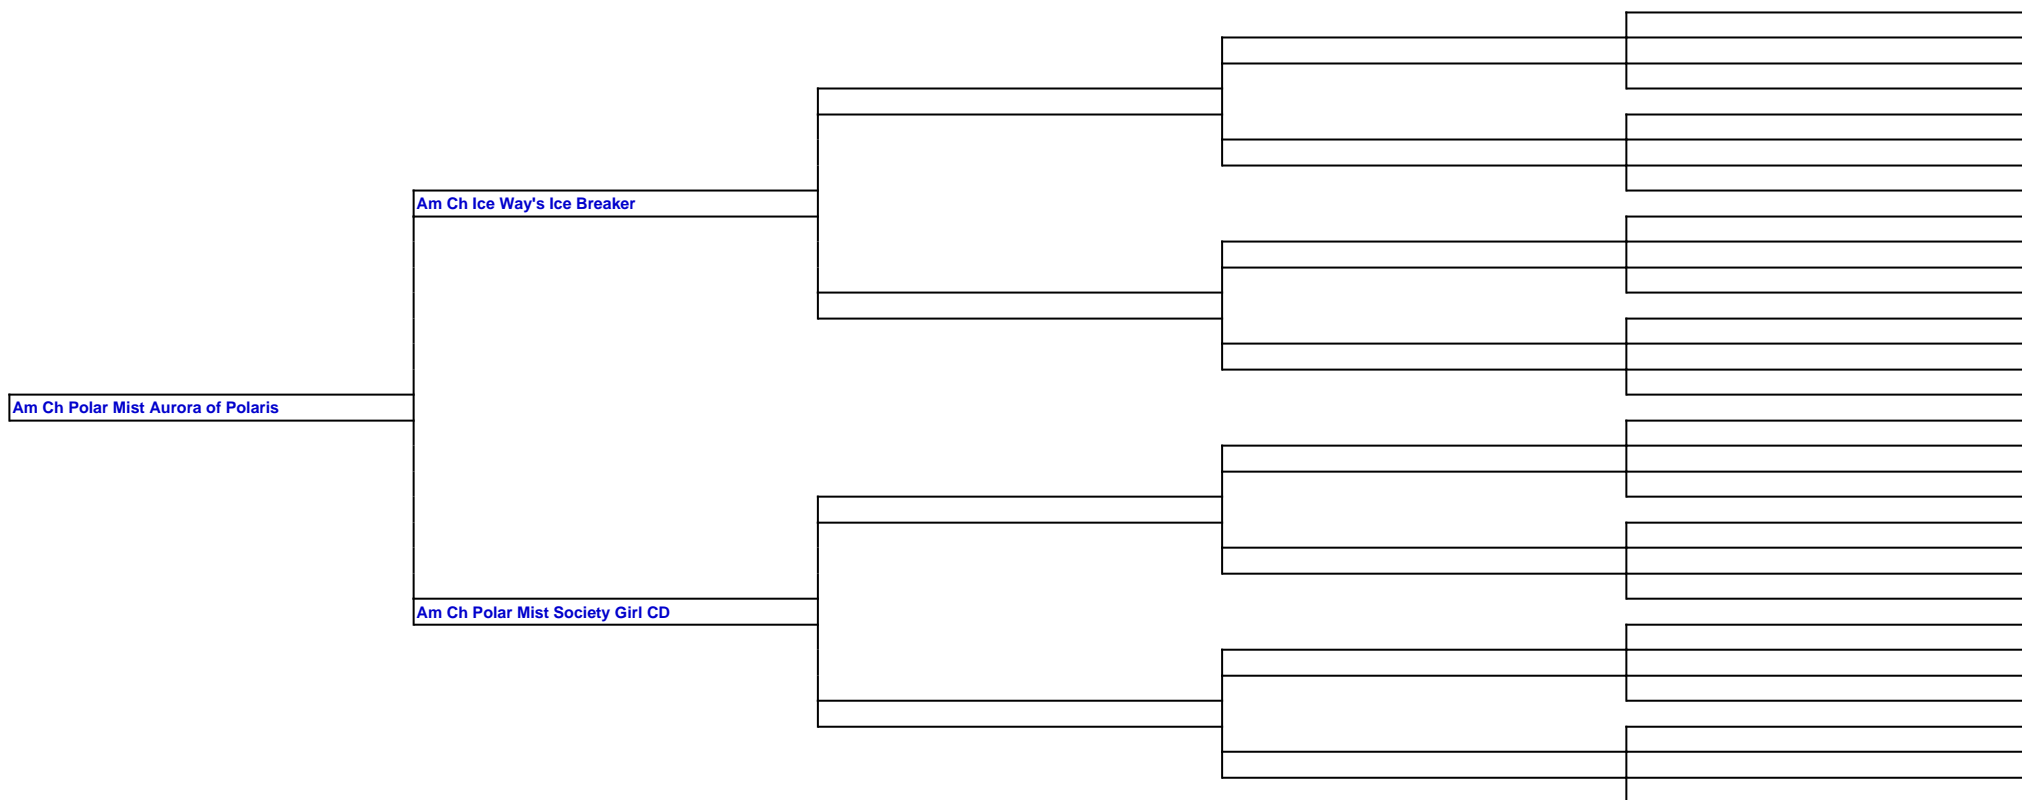 Am Ch Ice Way's Ice Breaker
Am Ch Polar Mist Aurora of Polaris
Am Ch Polar Mist Society Girl CD